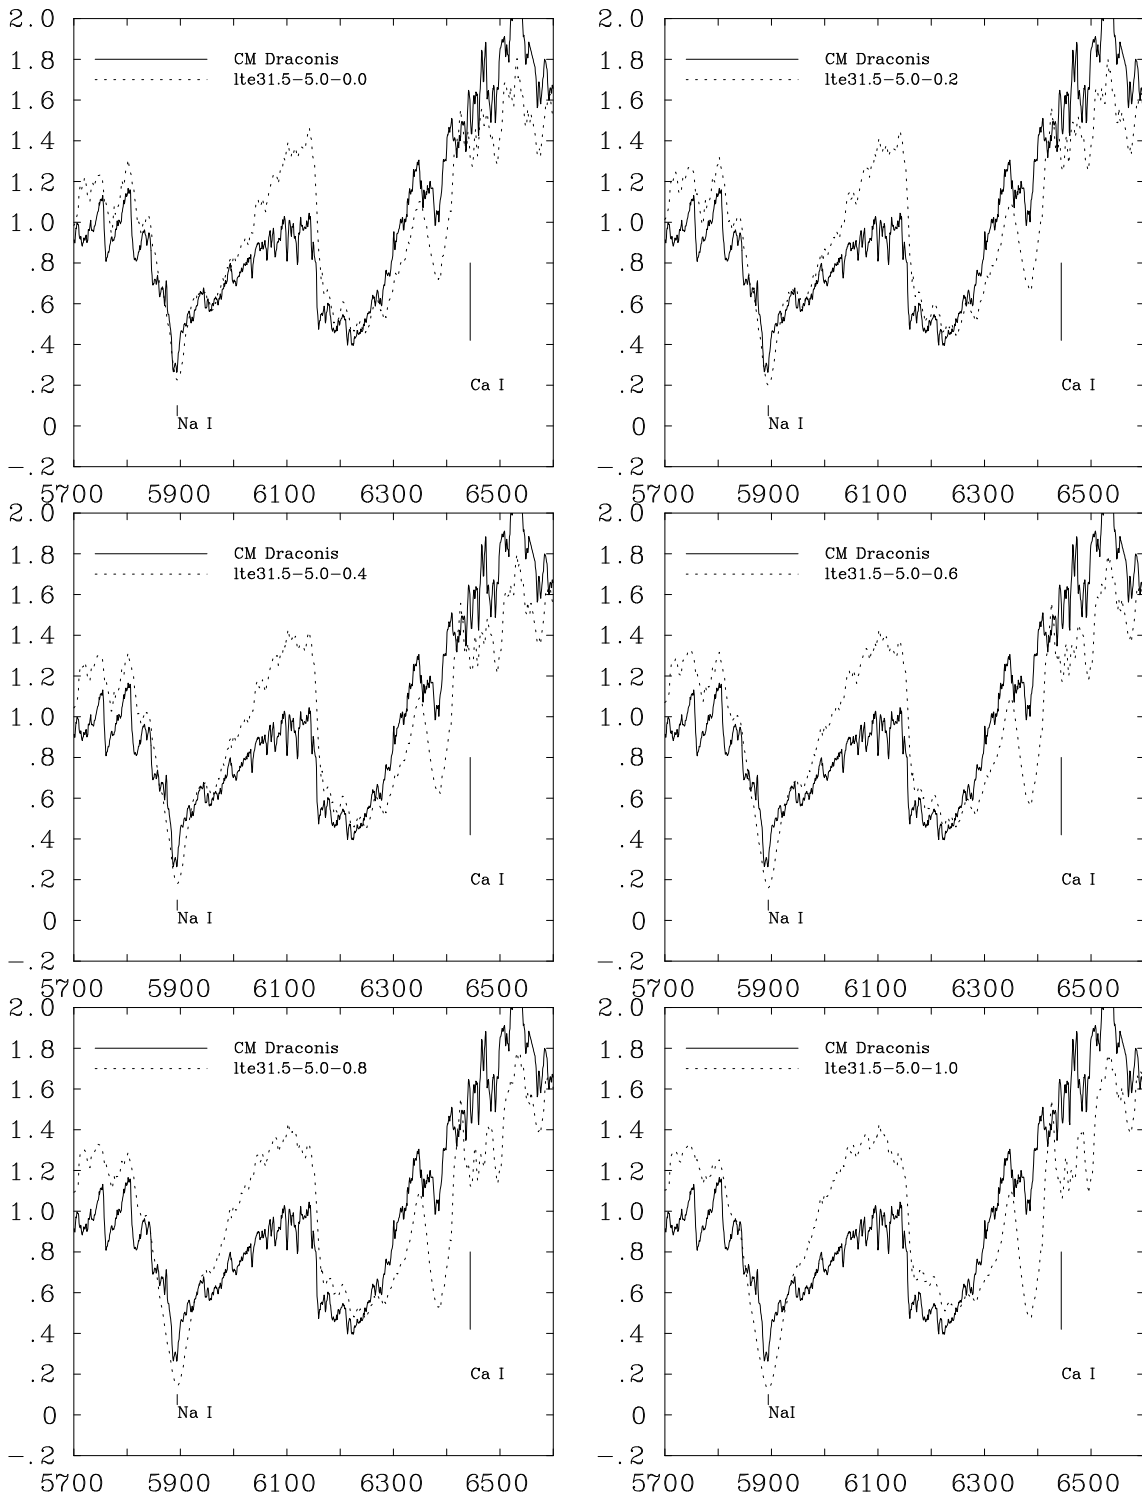 2.0
1.8
1.6
1.4
1.2
1.0
.8
.6
.4
.2
0
−.2
CM Draconis
lte31.5−5.0−0.0
Ca I
Na I
5700 5900 6100 6300 6500
2.0
1.8
1.6
1.4
1.2
1.0
.8
.6
.4
.2
0
−.2
CM Draconis
lte31.5−5.0−0.2
Ca I
Na I
5700 5900 6100 6300 6500
2.0
1.8
1.6
1.4
1.2
1.0
.8
.6
.4
.2
0
−.2
CM Draconis
lte31.5−5.0−0.4
Ca I
Na I
5700 5900 6100 6300 6500
2.0
1.8
1.6
1.4
1.2
1.0
.8
.6
.4
.2
0
−.2
CM Draconis
lte31.5−5.0−0.6
Ca I
Na I
5700 5900 6100 6300 6500
2.0
1.8
1.6
1.4
1.2
1.0
.8
.6
.4
.2
0
−.2
CM Draconis
lte31.5−5.0−0.8
Ca I
Na I
5700 5900 6100 6300 6500
2.0
1.8
1.6
1.4
1.2
1.0
.8
.6
.4
.2
0
−.2
CM Draconis
lte31.5−5.0−1.0
Ca I
NaI
5700 5900 6100 6300 6500